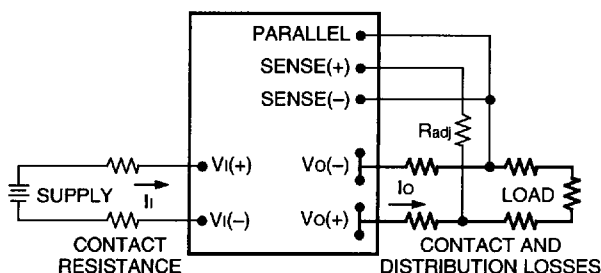 PARALLEL
SENSE(+)
SENSE(–)
Radj
VI(+)
VO(–)
SUPPLY
II
IO
LOAD
VI(–)
VO(+)
CONTACT
RESISTANCE
CONTACT AND
DISTRIBUTION LOSSES